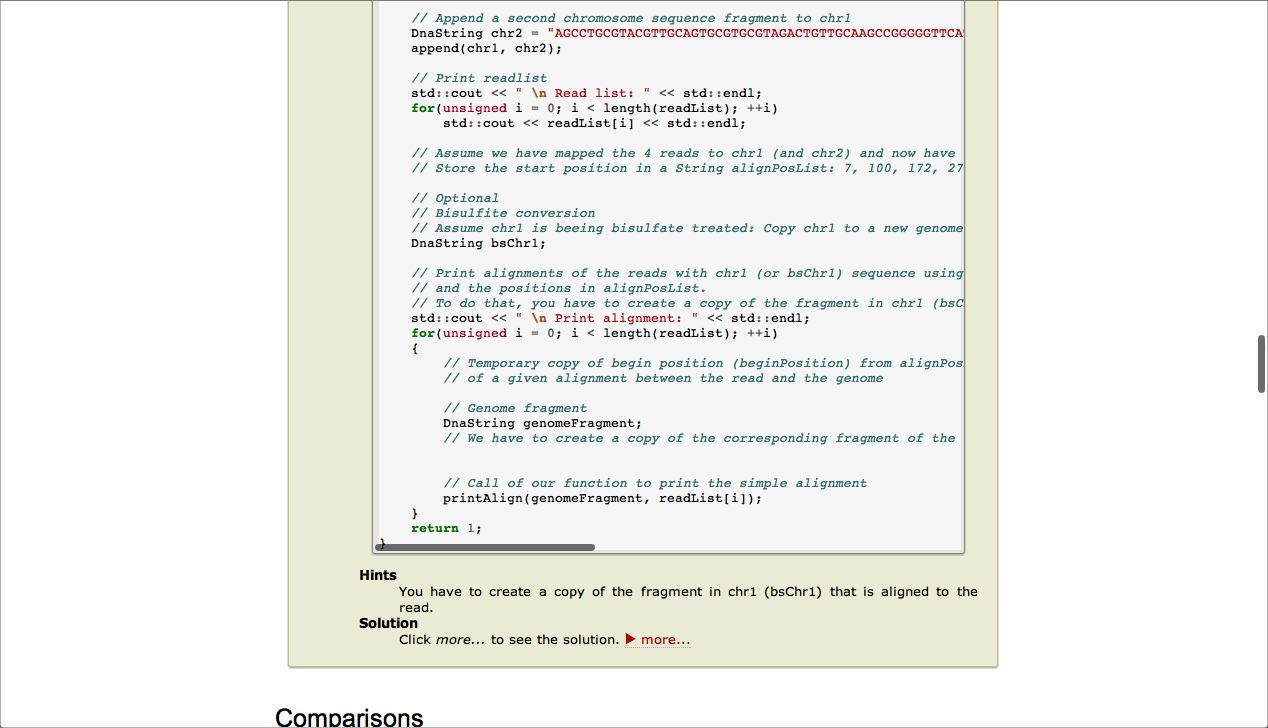 // Append a second chromosome sequence fragment to chr1
DnaString chr2 = "AGCCTGCGTACGTTGCAGTGCGTGCGTAGACTGTTGCAAGCCGGGGGTTCA
append(chr1, chr2);
// Print readlist
std::cout << " \n Read list: " << std::endl;
for(unsigned i = 0; i < length(readList); ++i)
std::cout << readList[i] << std::endl;
// Assume we have mapped the 4 reads to chr1 (and chr2) and now have
// Store the start position in a String alignPosList: 7, 100, 172, 27
// Optional
// Bisulfite conversion
// Assume chr1 is beeing bisulfate treated: Copy chr1 to a new genome
DnaString bsChr1;
// Print alignments of the reads with chr1 (or bsChr1) sequence using
// and the positions in alignPosList.
// To do that, you have to create a copy of the fragment in chr1 (bsC
std::cout << " \n Print alignment: " << std::endl;
for(unsigned i = 0; i < length(readList); ++i)
{
// Temporary copy of begin position (beginPosition) from alignPos
// of a given alignment between the read and the genome
// Genome fragment
DnaString genomeFragment;
// We have to create a copy of the corresponding fragment of the
// Call of our function to print the simple alignment
printAlign(genomeFragment, readList[i]);
}
return 1;
}
Hints
You have to create a copy of the fragment in chr1 (bsChr1) that is aligned to the
read.
Solution
Click more... to see the solution. ▶ more...
Comparisons